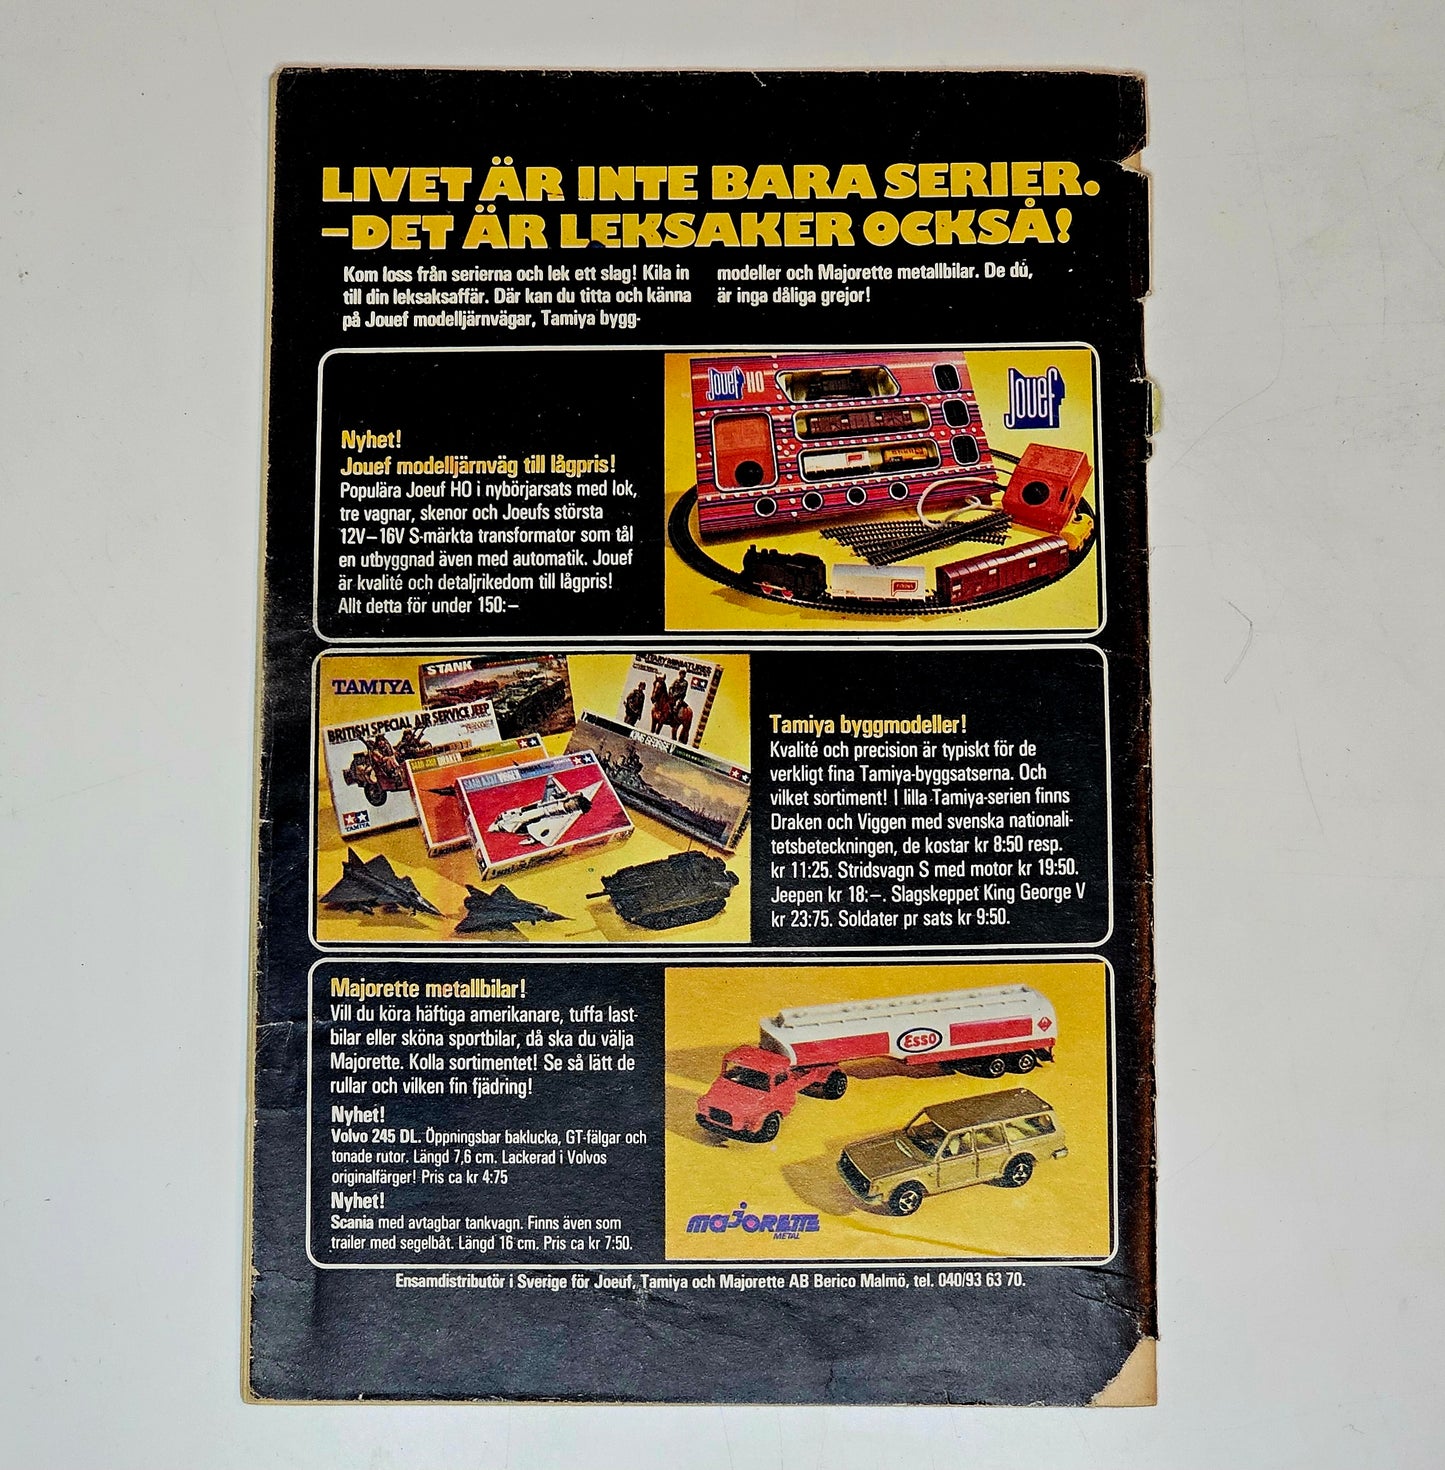 LIVET ÄR INTE BARA SERIER.
–DET ÄR LEKSAKER OCKSÅ!
Kom loss från serierna och lek ett slag! Kila in
till din leksaksaffär. Där kan du titta och känna
på Jouef modelljärnvägar, Tamiya bygg-
modeller och Majorette metallbilar. De du,
är inga dåliga grejor!
Jouef HO
Jouef
Nyhet!
Jouef modelljärnväg till lågpris!
Populära Joeuf HO i nybörjarsats med lok,
tre vagnar, skenor och Joeufs största
12V–16V S-märkta transformator som tål
en utbyggnad även med automatik. Jouef
är kvalité och detaljrikedom till lågpris!
Allt detta för under 150:–
TAMIYA
STANK
BRITISH SPECIAL AIR SERVICE JEEP
DRAKEN
SAAB AJ37 VIGGEN
KING GEORGE V
TAMIYA
Tamiya byggmodeller!
Kvalité och precision är typiskt för de
verkligt fina Tamiya-byggsatserna. Och
vilket sortiment! I lilla Tamiya-serien finns
Draken och Viggen med svenska nationali-
tetsbeteckningen, de kostar kr 8:50 resp.
kr 11:25. Stridsvagn S med motor kr 19:50.
Jeepen kr 18:–. Slagskeppet King George V
kr 23:75. Soldater pr sats kr 9:50.
Majorette metallbilar!
Vill du köra häftiga amerikanare, tuffa last-
bilar eller sköna sportbilar, då ska du välja
Majorette. Kolla sortimentet! Se så lätt de
rullar och vilken fin fjädring!
Nyhet!
Volvo 245 DL. Öppningsbar baklucka, GT-fälgar och
tonade rutor. Längd 7,6 cm. Lackerad i Volvos
originalfärger! Pris ca kr 4:75
Nyhet!
Scania med avtagbar tankvagn. Finns även som
trailer med segelbåt. Längd 16 cm. Pris ca kr 7:50.
Esso
MAJORETTE
METAL
Ensamdistributör i Sverige för Joeuf, Tamiya och Majorette AB Berico Malmö, tel. 040/93 63 70.